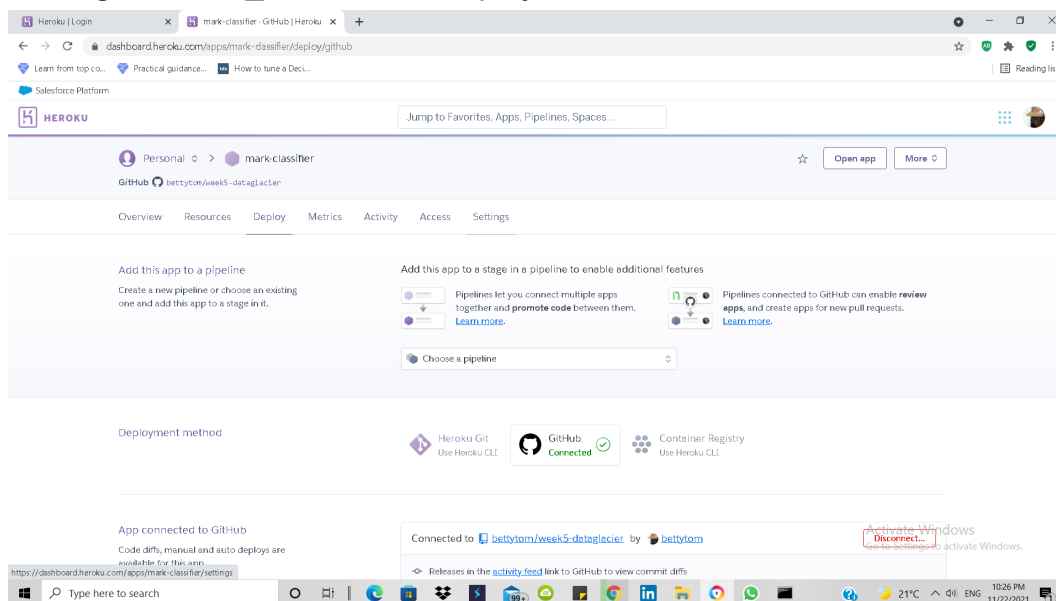 Heroku | Login
mark-classifier · GitHub | Heroku
dashboard.heroku.com/apps/mark-classifier/deploy/github
Learn from top co...
Practical guidance...
How to tune a Deci...
Reading lis
Salesforce Platform
HEROKU
Jump to Favorites, Apps, Pipelines, Spaces...
Personal > mark-classifier
Open app
More
GitHub bettytom/week5-dataglacier
Overview Resources Deploy Metrics Activity Access Settings
Add this app to a pipeline
Create a new pipeline or choose an existing
one and add this app to a stage in it.
Add this app to a stage in a pipeline to enable additional features
Pipelines let you connect multiple apps
together and promote code between them.
Learn more.
Pipelines connected to GitHub can enable review
apps, and create apps for new pull requests.
Learn more.
Choose a pipeline
Deployment method
Heroku Git
Use Heroku CLI
GitHub
Connected
Container Registry
Use Heroku CLI
App connected to GitHub
Code diffs, manual and auto deploys are
available for this app.
Connected to bettytom/week5-dataglacier by bettytom
Disconnect...
Releases in the activity feed link to GitHub to view commit diffs
Activate Windows
Go to Settings to activate Windows.
https://dashboard.heroku.com/apps/mark-classifier/settings
Type here to search
99+
21°C
ENG
10:26 PM
11/22/2021